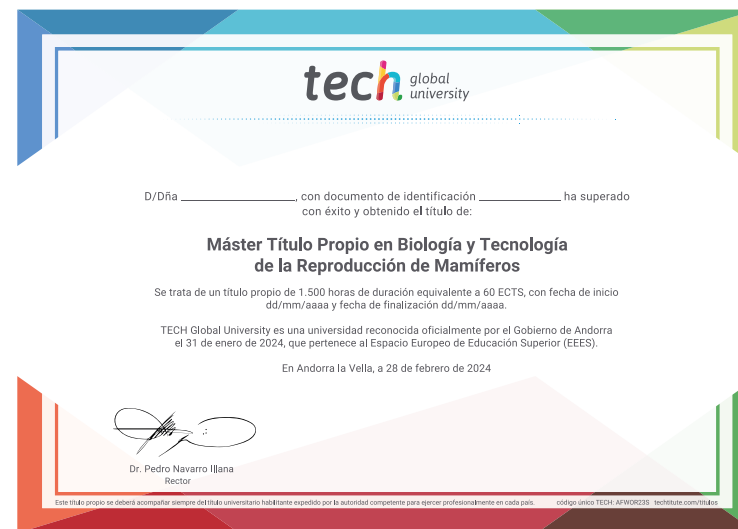 tech global university
D/Dña ____________________, con documento de identificación ______________ ha superado
con éxito y obtenido el título de:
Máster Título Propio en Biología y Tecnología
de la Reproducción de Mamíferos
Se trata de un título propio de 1.500 horas de duración equivalente a 60 ECTS, con fecha de inicio
dd/mm/aaaa y fecha de finalización dd/mm/aaaa.
TECH Global University es una universidad reconocida oficialmente por el Gobierno de Andorra
el 31 de enero de 2024, que pertenece al Espacio Europeo de Educación Superior (EEES).
En Andorra la Vella, a 28 de febrero de 2024
Dr. Pedro Navarro Illana
Rector
Este título propio se deberá acompañar siempre del título universitario habilitante expedido por la autoridad competente para ejercer profesionalmente en cada país. código único TECH: AFWOR23S techtitute.com/titulos